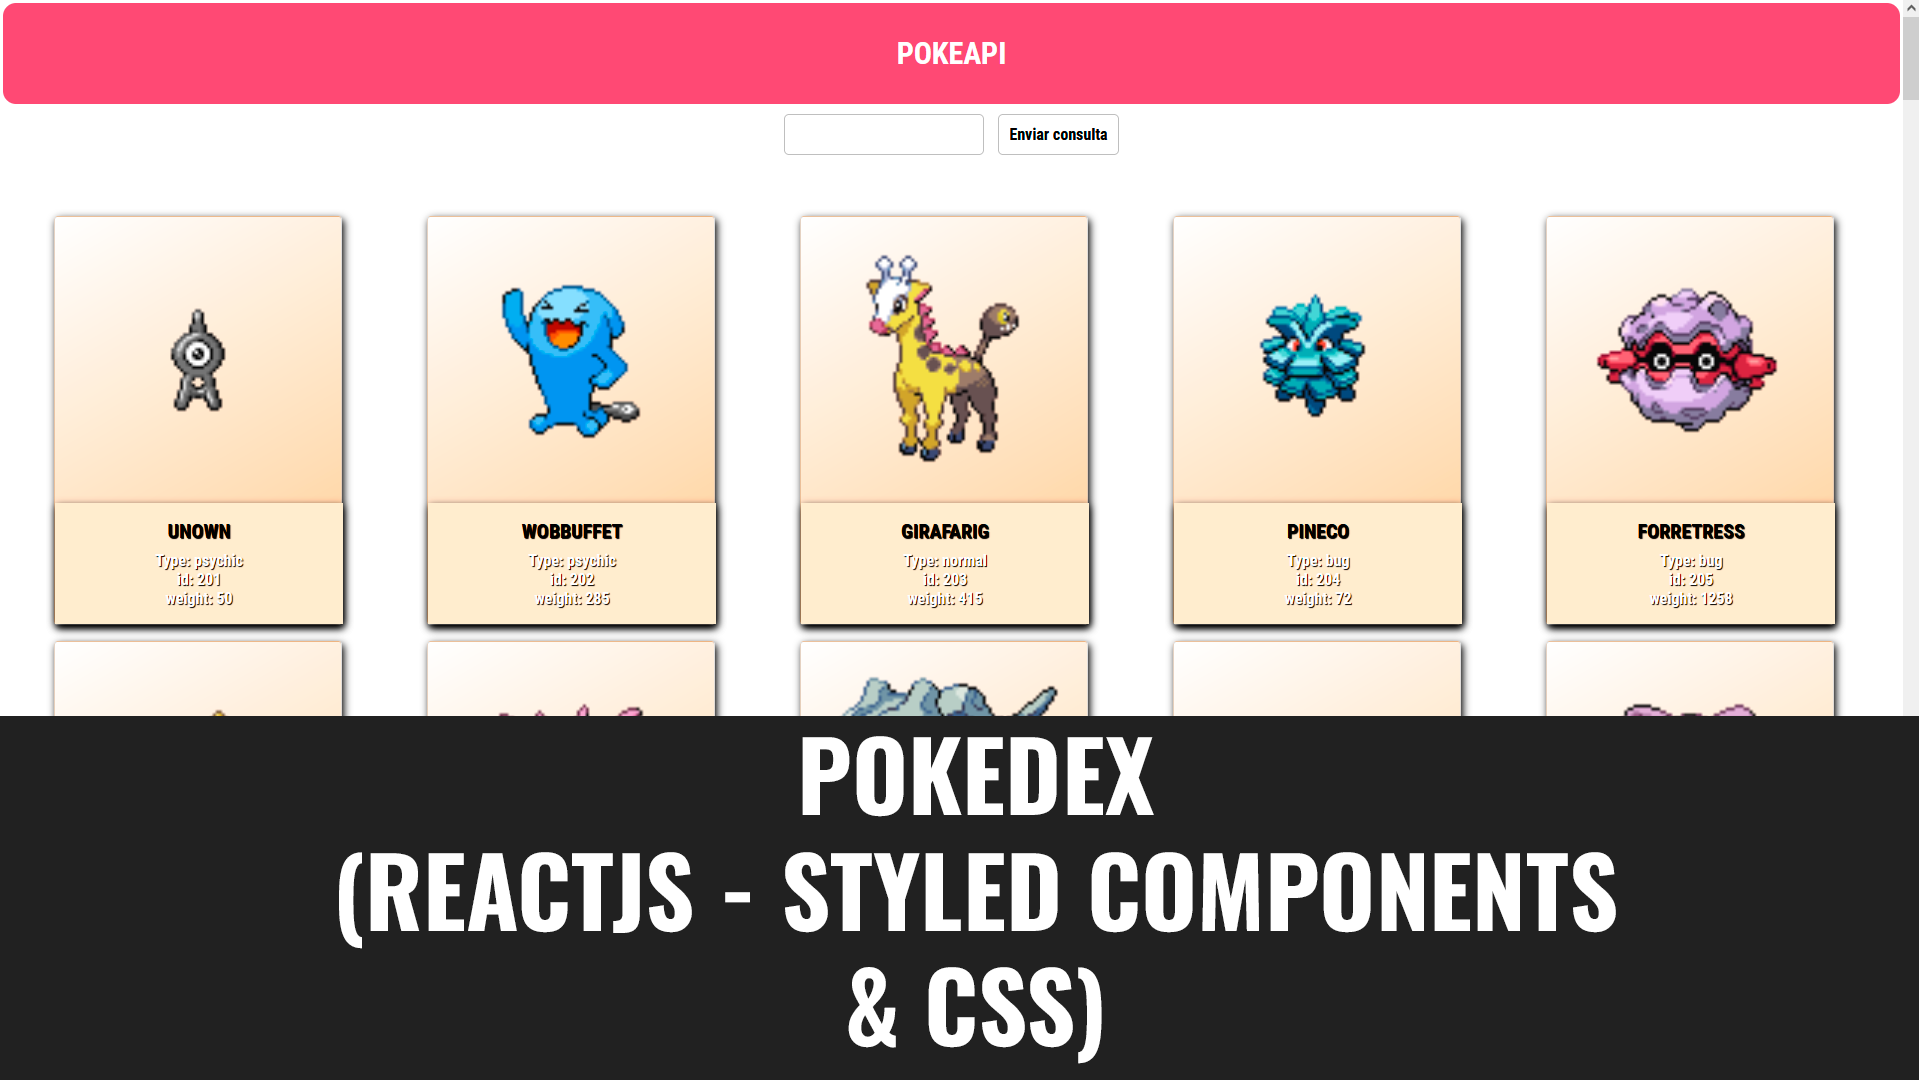 POKEAPI
Enviar consulta
UNOWN
Type: psychic
id: 201
weight: 50
WOBBUFFET
Type: psychic
id: 202
weight: 285
GIRAFARIG
Type: normal
id: 203
weight: 415
PINECO
Type: bug
id: 204
weight: 72
FORRETRESS
Type: bug
id: 205
weight: 1258
POKEDEX
(REACTJS - STYLED COMPONENTS
& CSS)